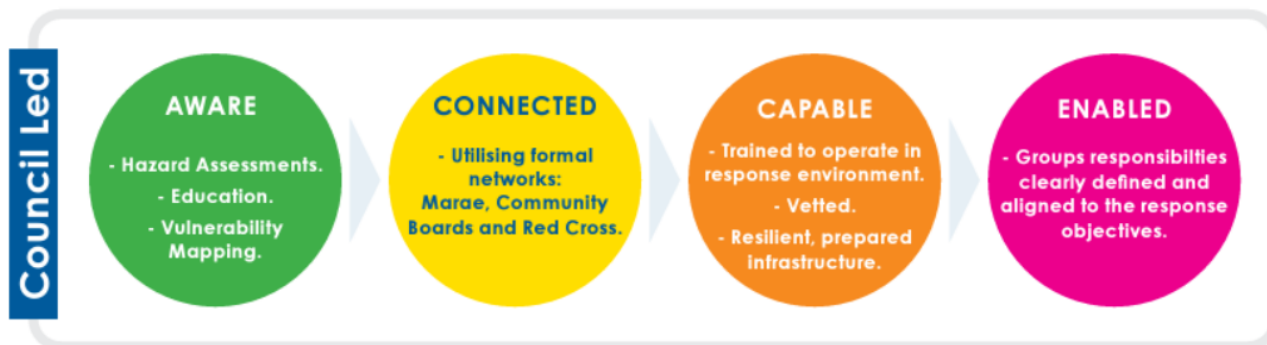 Council Led
AWARE
- Hazard Assessments.
- Education.
- Vulnerability
Mapping.
CONNECTED
- Utilising formal
networks:
Marae, Community
Boards and Red Cross.
CAPABLE
- Trained to operate in
response environment.
- Vetted.
- Resilient, prepared
infrastructure.
ENABLED
- Groups responsibilties
clearly defined and
aligned to the response
objectives.